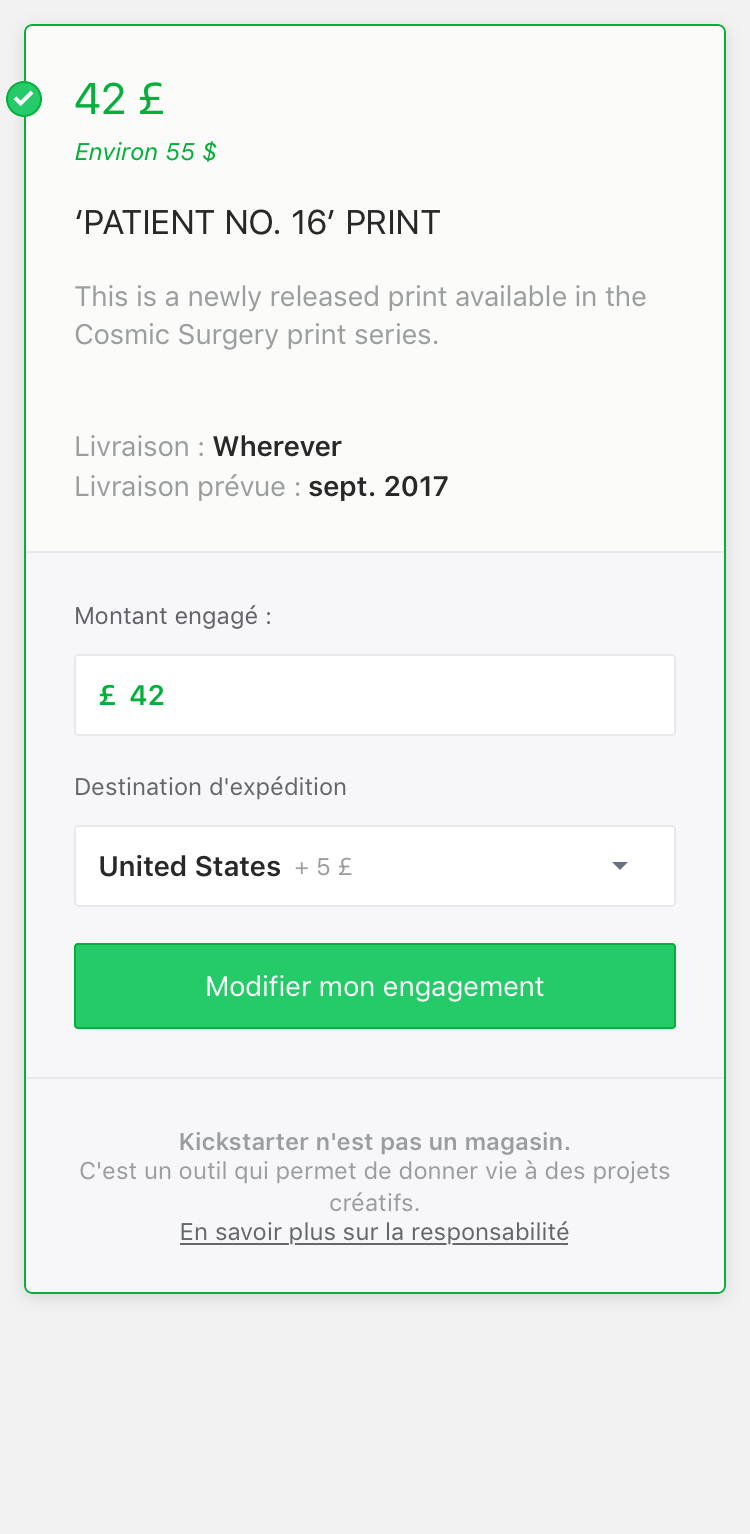 42 £
Environ 55 $
‘PATIENT NO. 16’ PRINT
This is a newly released print available in the
Cosmic Surgery print series.
Livraison : Wherever
Livraison prévue : sept. 2017
Montant engagé :
£ 42
Destination d'expédition
United States + 5 £
Modifier mon engagement
Kickstarter n'est pas un magasin.
C'est un outil qui permet de donner vie à des projets
créatifs.
En savoir plus sur la responsabilité